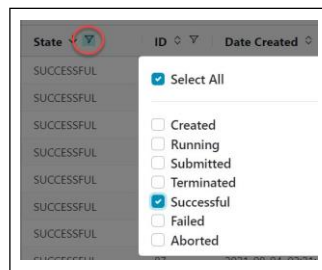 State ID Date Created
SUCCESSFUL
Select All
SUCCESSFUL
SUCCESSFUL
Created
Running
SUCCESSFUL
Submitted
SUCCESSFUL
Terminated
SUCCESSFUL
Successful
Failed
SUCCESSFUL
Aborted